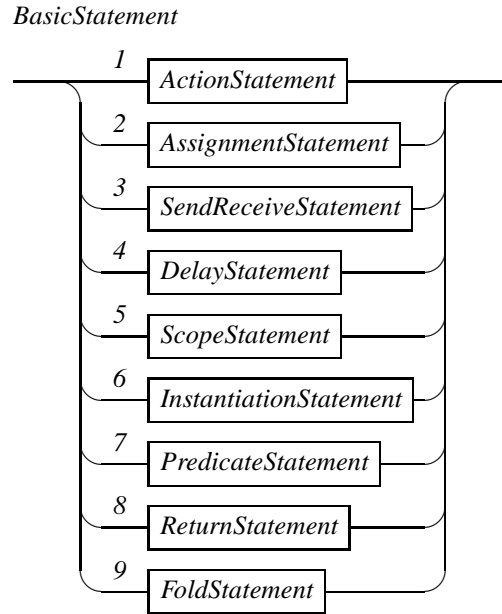 BasicStatement
1 ActionStatement
2 AssignmentStatement
3 SendReceiveStatement
4 DelayStatement
5 ScopeStatement
6 InstantiationStatement
7 PredicateStatement
8 ReturnStatement
9 FoldStatement